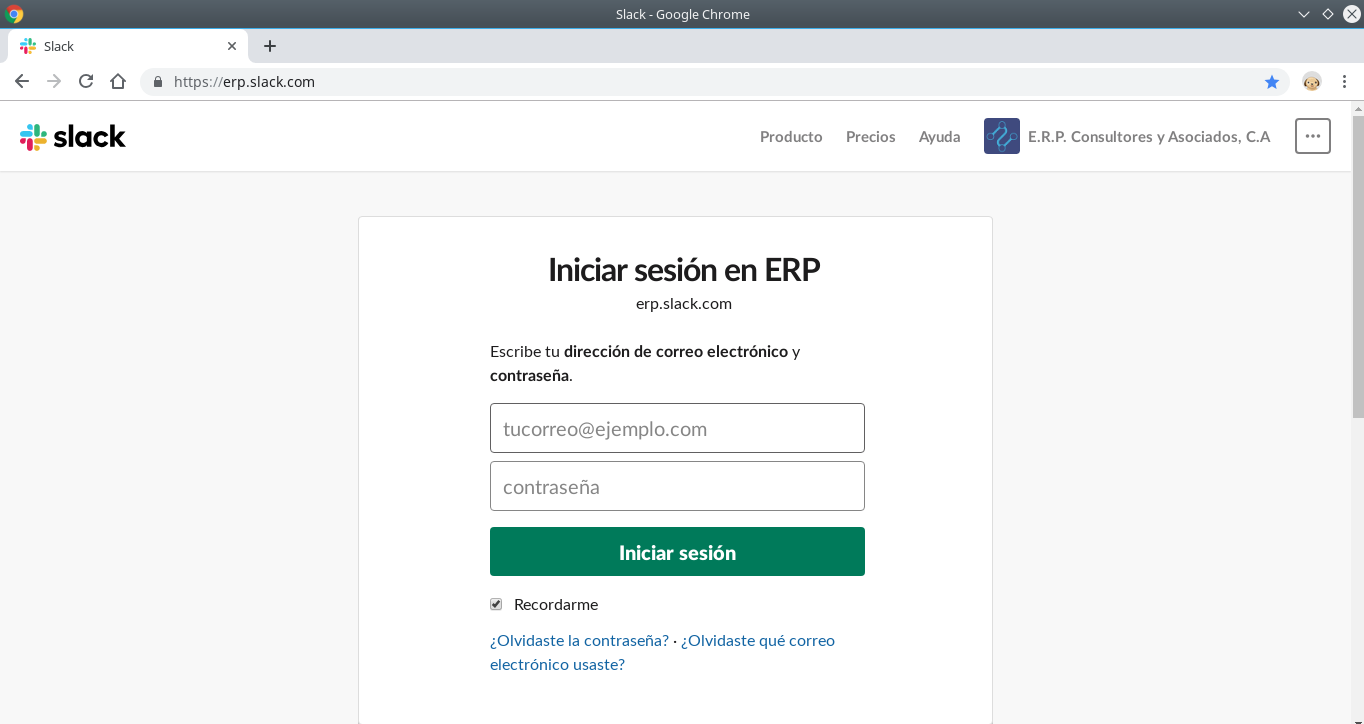 Slack - Google Chrome
Slack
https://erp.slack.com
slack
Producto Precios Ayuda E.R.P. Consultores y Asociados, C.A
Iniciar sesión en ERP
erp.slack.com
Escribe tu dirección de correo electrónico y
contraseña.
tucorreo@ejemplo.com
contraseña
Iniciar sesión
Recordarme
¿Olvidaste la contraseña? · ¿Olvidaste qué correo
electrónico usaste?